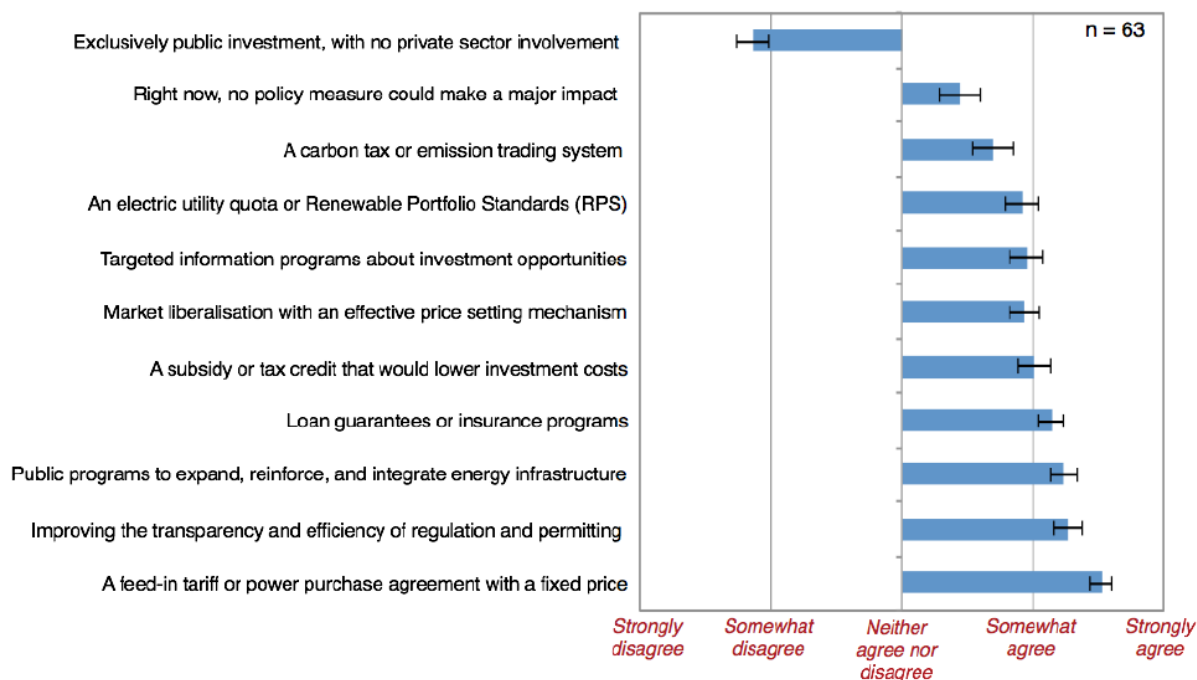 n = 63
Exclusively public investment, with no private sector involvement
Right now, no policy measure could make a major impact
A carbon tax or emission trading system
An electric utility quota or Renewable Portfolio Standards (RPS)
Targeted information programs about investment opportunities
Market liberalisation with an effective price setting mechanism
A subsidy or tax credit that would lower investment costs
Loan guarantees or insurance programs
Public programs to expand, reinforce, and integrate energy infrastructure
Improving the transparency and efficiency of regulation and permitting
A feed-in tariff or power purchase agreement with a fixed price
Strongly
disagree
Somewhat
disagree
Neither
agree nor
disagree
Somewhat
agree
Strongly
agree